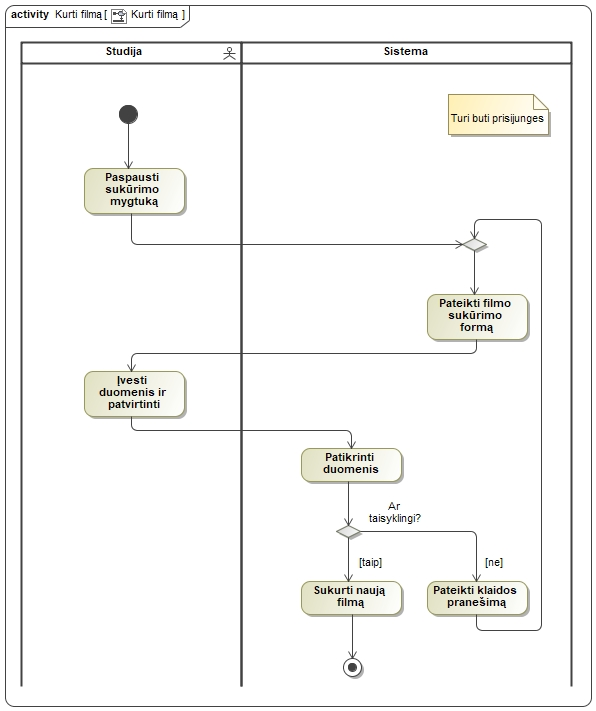 activity Kurti filmą [ Kurti filmą ]
Studija
Sistema
Turi buti prisijunges
Paspausti
sukūrimo
mygtuką
Pateikti filmo
sukūrimo
formą
Įvesti
duomenis ir
patvirtinti
Patikrinti
duomenis
Ar
taisyklingi?
[taip]
[ne]
Sukurti naują
filmą
Pateikti klaidos
pranešimą